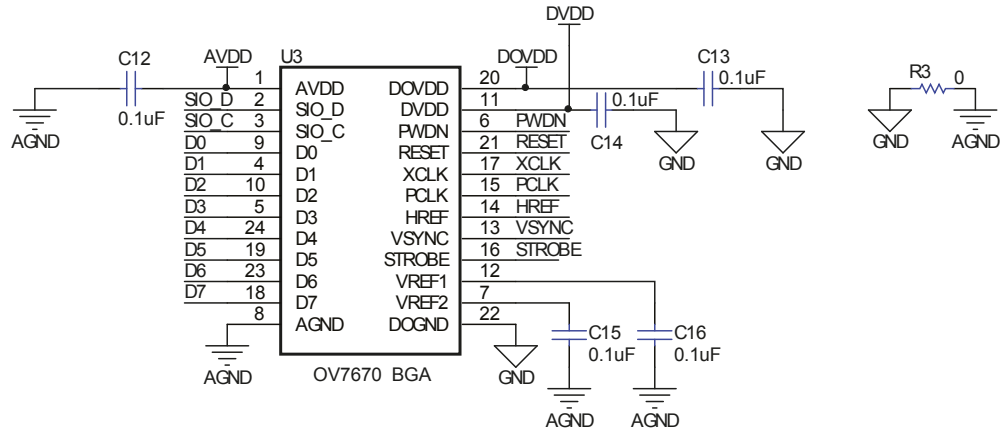 DVDD
C12
AVDD
U3
DOVDD
C13
1
AVDD
DOVDD
20
0.1uF
R3
0
SIO_D
2
SIO_D
DVDD
11
0.1uF
0.1uF
SIO_C
3
SIO_C
PWDN
6
PWDN
AGND
C14
GND
GND
GND
AGND
D0
9
D0
RESET
21
RESET
D1
4
D1
XCLK
17
XCLK
D2
10
D2
PCLK
15
PCLK
D3
5
D3
HREF
14
HREF
D4
24
D4
VSYNC
13
VSYNC
D5
19
D5
STROBE
16
STROBE
D6
23
D6
VREF1
12
D7
18
D7
VREF2
7
8
AGND
DOGND
22
C15
C16
0.1uF
0.1uF
AGND
OV7670 BGA
GND
AGND
AGND